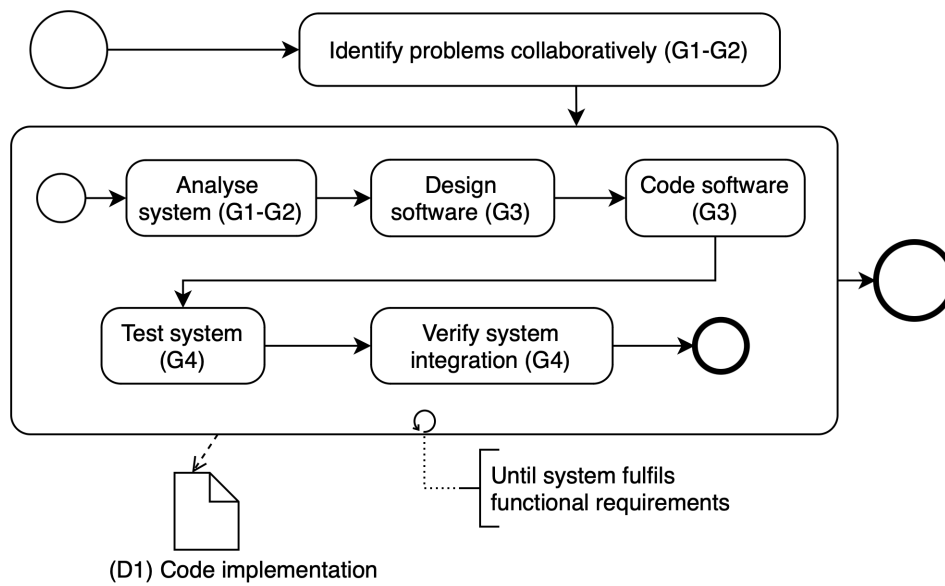 Identify problems collaboratively (G1-G2)
Analyse
system (G1-G2)
Design
software (G3)
Code software
(G3)
Test system
(G4)
Verify system
integration (G4)
Until system fulfils
functional requirements
(D1) Code implementation